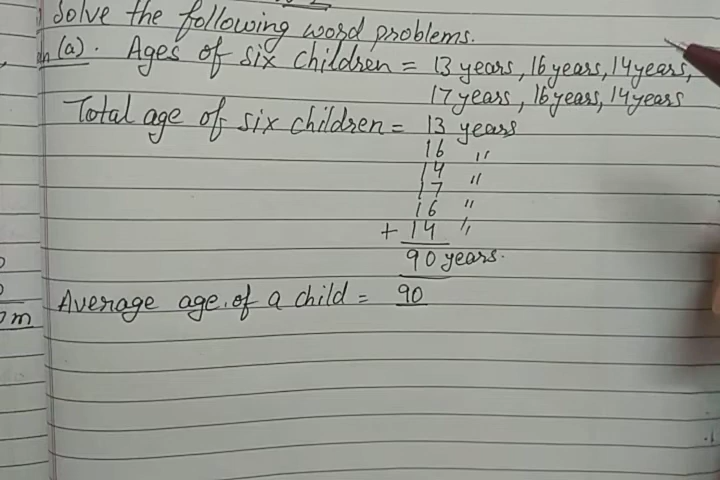 Solve the following word problems.
(a). Ages of six children = 13 years, 16 years, 14 years,
17 years, 16 years, 14 years
Total age of six children = 13 years
16 "
14
17 "
16 "
+ 14 "
90 years.
Average age of a child = 90
m